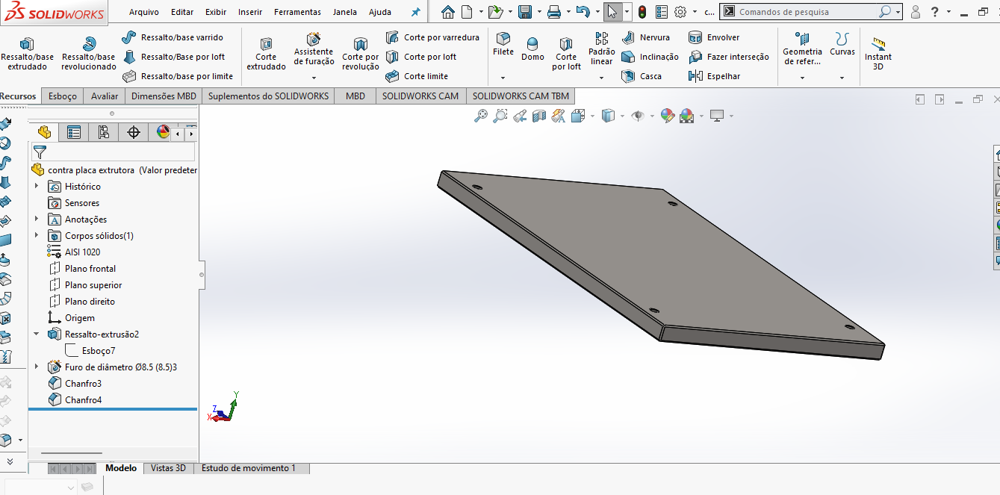 SOLIDWORKS
Arquivo Editar Exibir Inserir Ferramentas Janela Ajuda
c...
Comandos de pesquisa
?
Ressalto/base
extrudado
Ressalto/base
revolucionado
Ressalto/base varrido
Ressalto/Base por loft
Ressalto/base por limite
Corte
extrudado
Assistente
de furação
Corte por
revolução
Corte por varredura
Corte por loft
Corte limite
Filete
Domo
Corte
por loft
Padrão
linear
Nervura
Inclinação
Casca
Envolver
Fazer interseção
Espelhar
Geometria
de refer...
Curvas
Instant
3D
Recursos Esboço Avaliar Dimensões MBD Suplementos do SOLIDWORKS MBD SOLIDWORKS CAM SOLIDWORKS CAM TBM
contra placa extrutora (Valor predeter
Histórico
Sensores
Anotações
Corpos sólidos(1)
AISI 1020
Plano frontal
Plano superior
Plano direito
Origem
Ressalto-extrusão2
Esboço7
Furo de diâmetro Ø8.5 (8.5)3
Chanfro3
Chanfro4
Y
Z
X
Modelo Vistas 3D Estudo de movimento 1